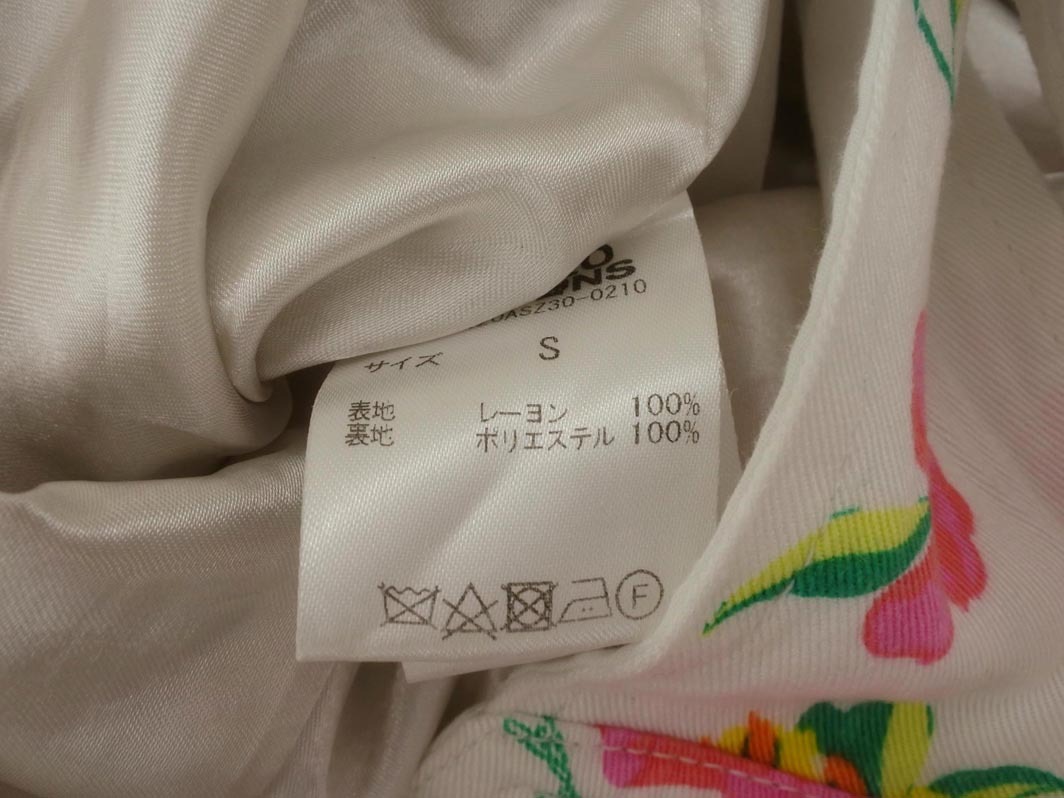 NS
ASZ30-0210
サイズ S
表地 レーヨン 100%
裏地 ポリエステル 100%
F